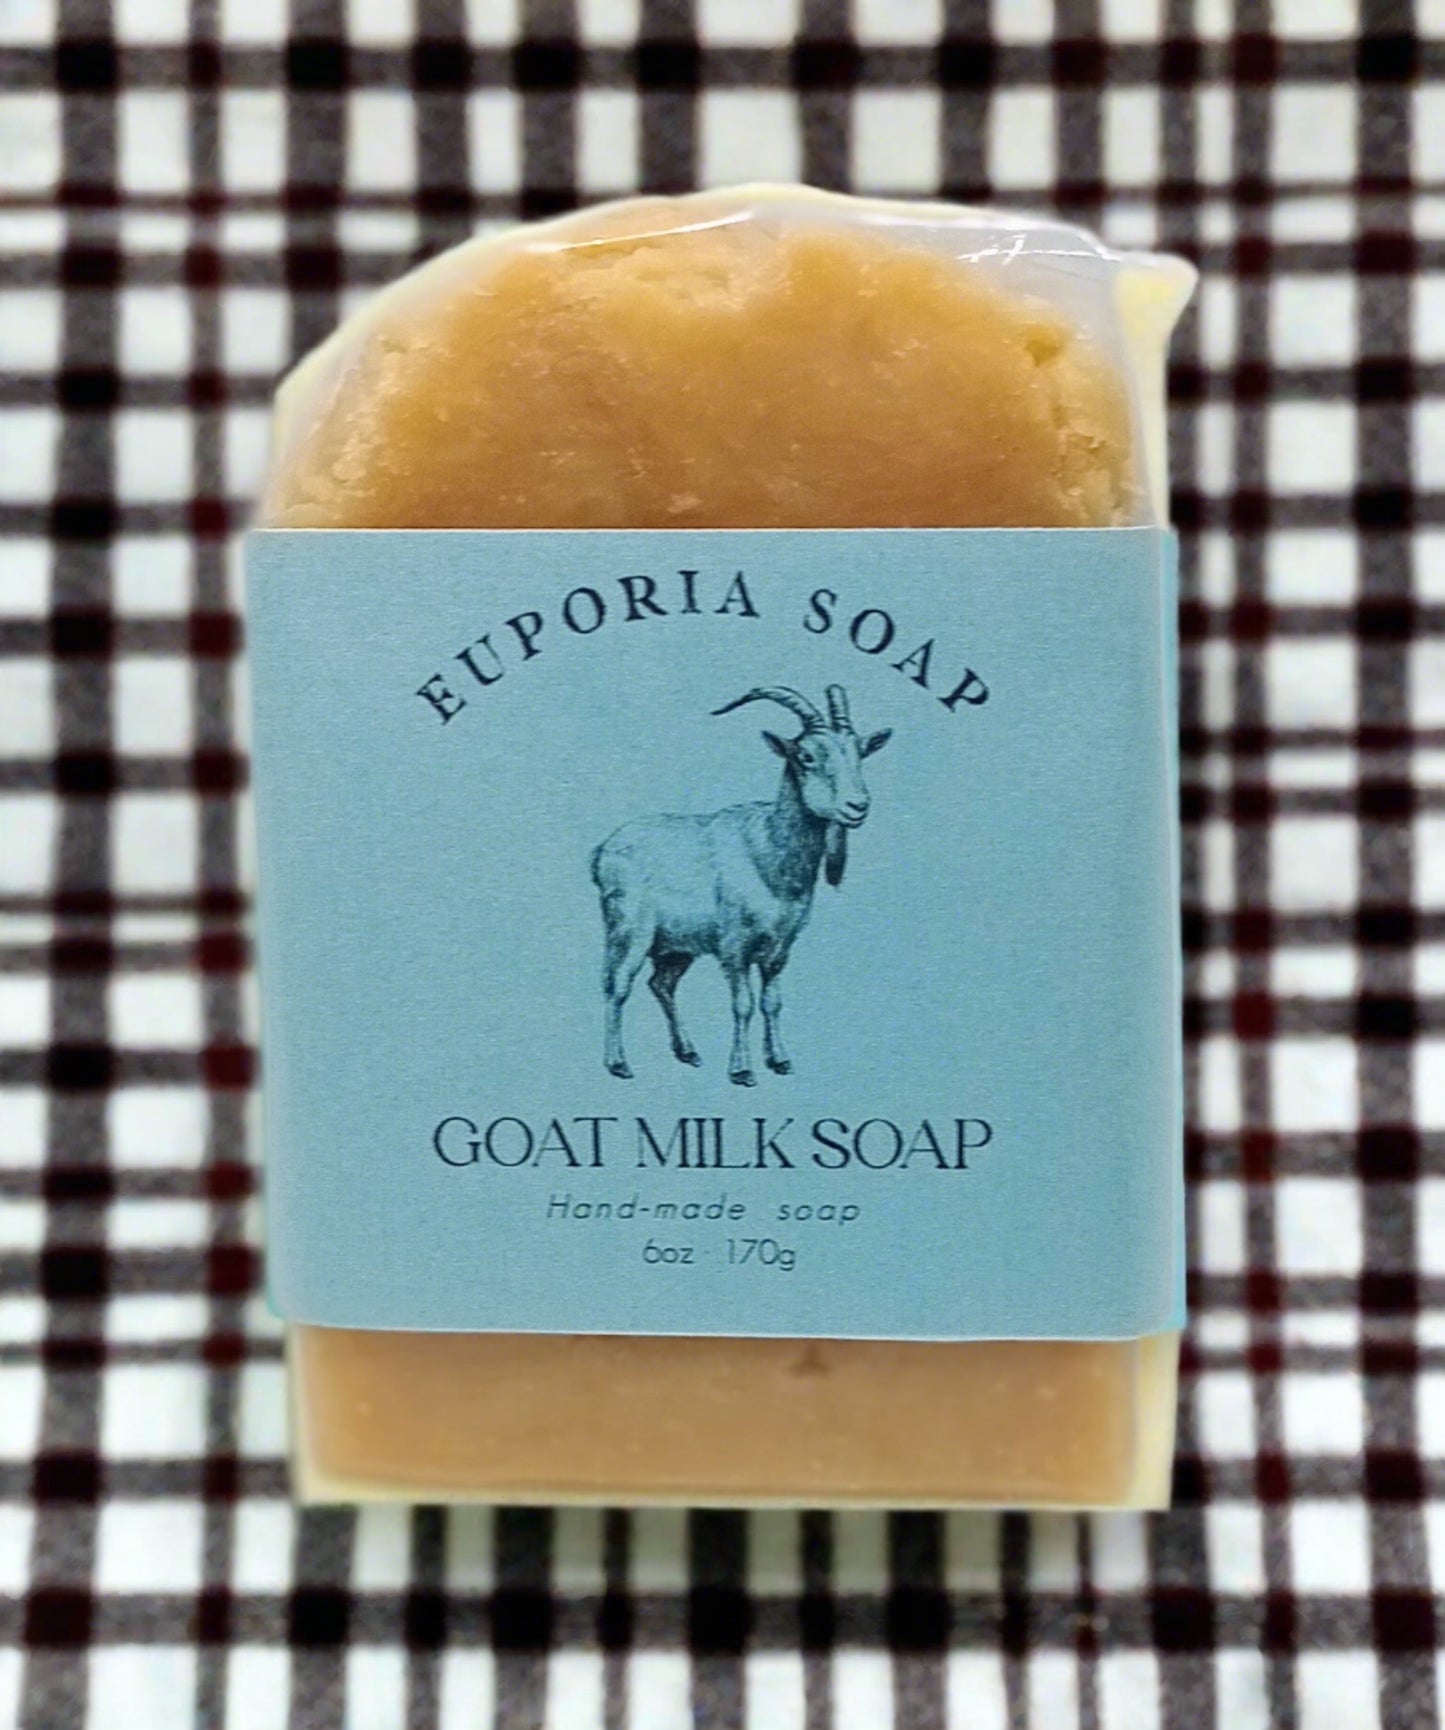 EUPORIA SOAP
GOAT MILK SOAP
Hand-made soap
6oz 170g